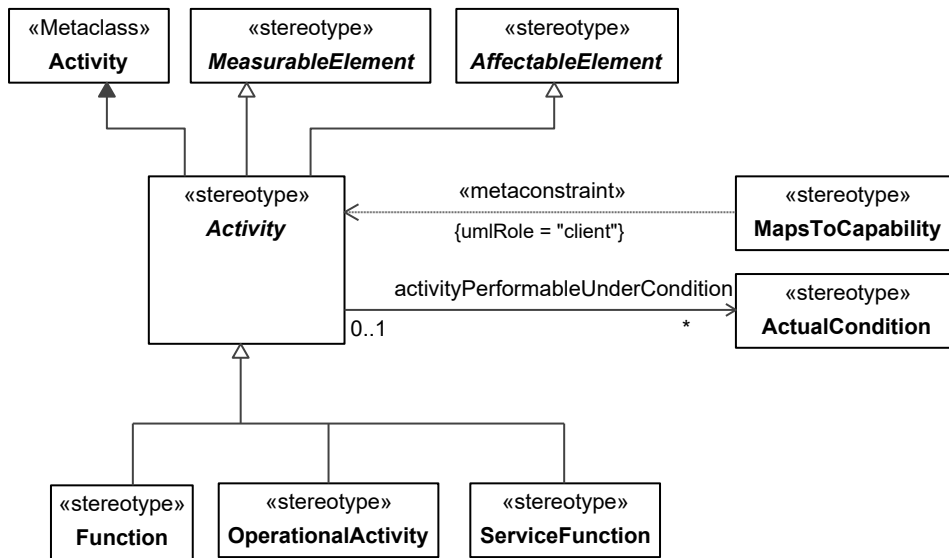 «Metaclass»
Activity
«stereotype»
MeasurableElement
«stereotype»
AffectableElement
«stereotype»
Activity
«metaconstraint»
{umlRole = "client"}
«stereotype»
MapsToCapability
activityPerformableUnderCondition
0..1
*
«stereotype»
ActualCondition
«stereotype»
Function
«stereotype»
OperationalActivity
«stereotype»
ServiceFunction